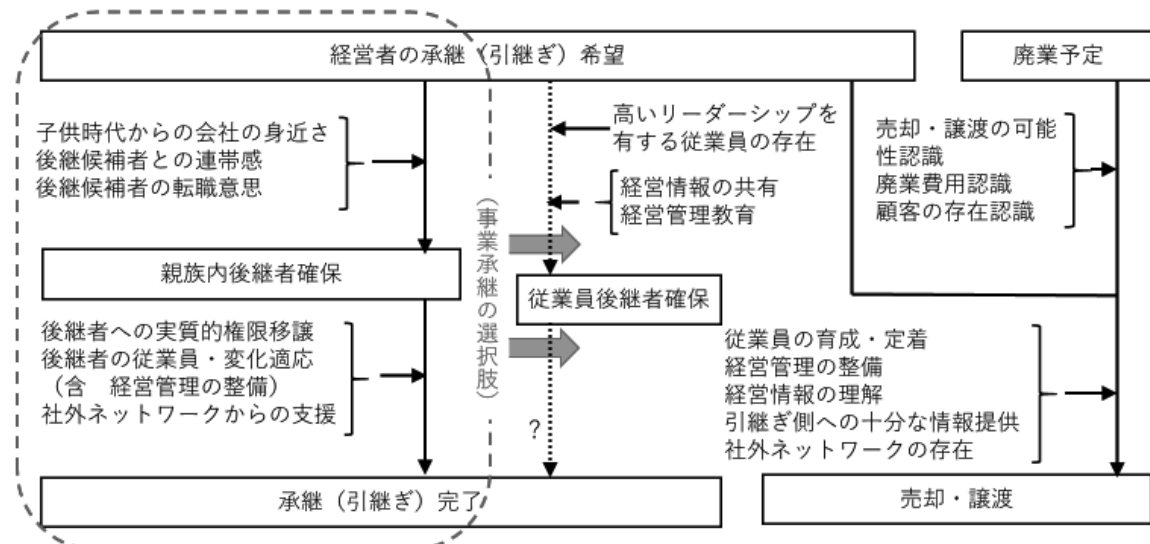 経営者の承継（引継ぎ）希望
廃業予定
子供時代からの会社の身近さ
後継候補者との連帯感
後継候補者の転職意思
高いリーダーシップを
有する従業員の存在
経営情報の共有
経営管理教育
売却・譲渡の可能
性認識
廃業費用認識
顧客の存在認識
（事業承継の選択肢）
親族内後継者確保
従業員後継者確保
後継者への実質的権限移譲
後継者の従業員・変化適応
（含　経営管理の整備）
社外ネットワークからの支援
?
従業員の育成・定着
経営管理の整備
経営情報の理解
引継ぎ側への十分な情報提供
社外ネットワークの存在
承継（引継ぎ）完了
売却・譲渡